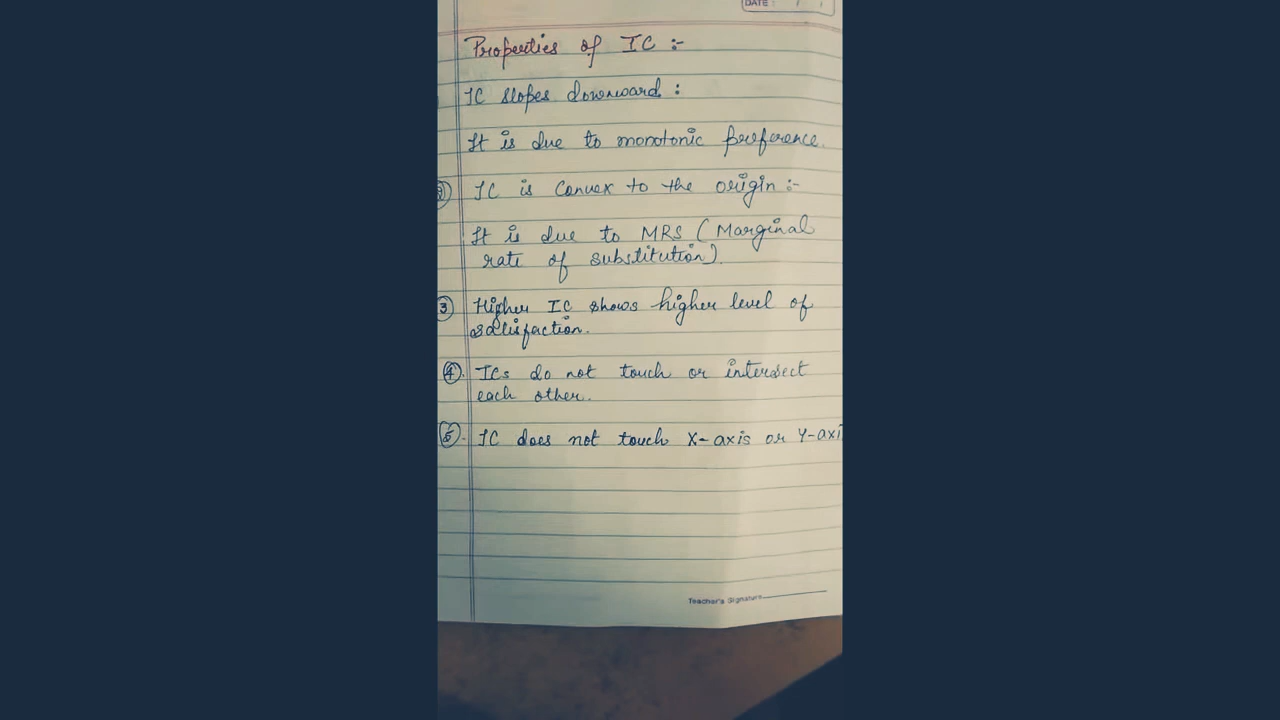 DATE : / /
Properties of IC :-
IC slopes downward :
It is due to monotonic preference.
IC is Convex to the origin :-
It is due to MRS (Marginal
rate of substitution).
3 Higher IC shows higher level of
satisfaction.
4. ICs do not touch or intersect
each other.
5. IC does not touch X-axis or Y-axi
Teacher's Signature